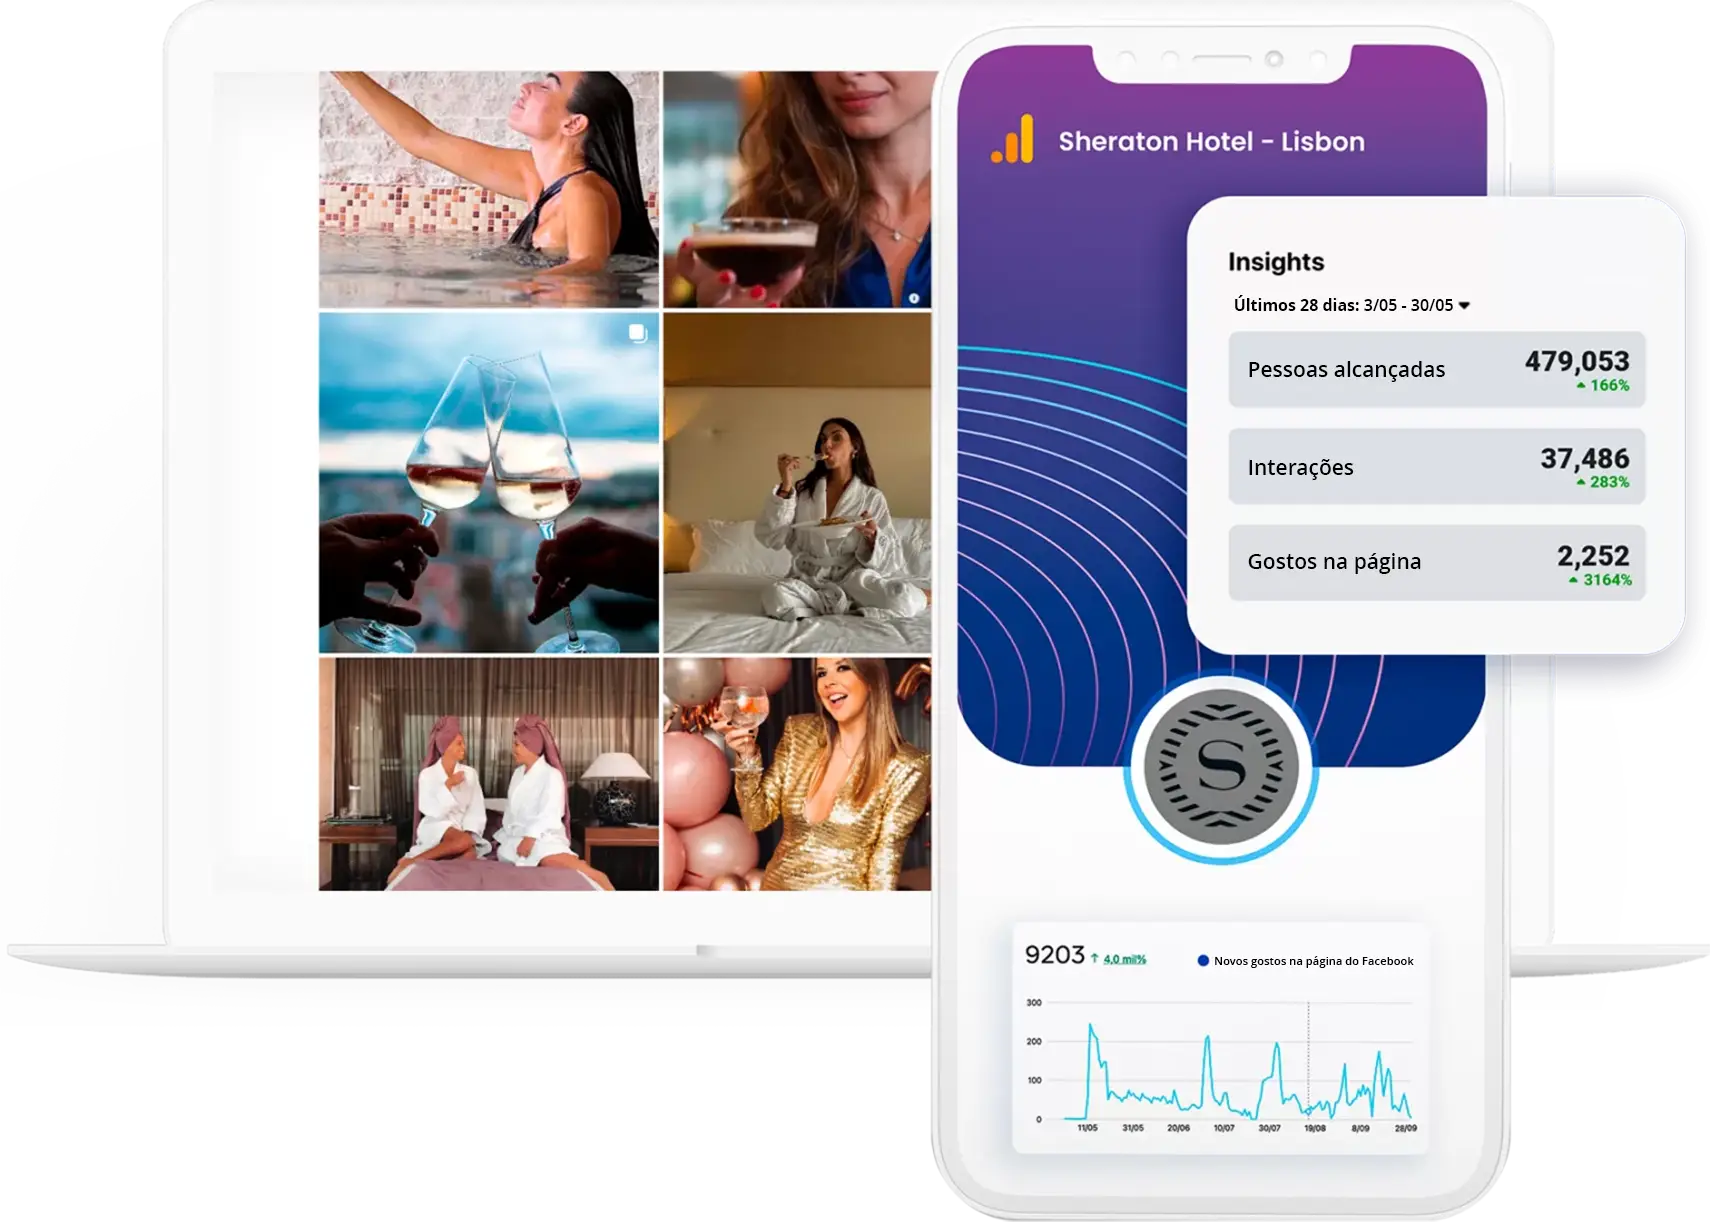 Sheraton Hotel - Lisbon
Insights
Últimos 28 dias: 3/05 - 30/05
Pessoas alcançadas
479,053
166%
Interações
37,486
283%
Gostos na página
2,252
3164%
S
9203 ↑ 4,0 mil%
Novos gostos na página do Facebook
300
200
100
0
11/05 31/05 20/06 10/07 30/07 19/08 8/09 28/09